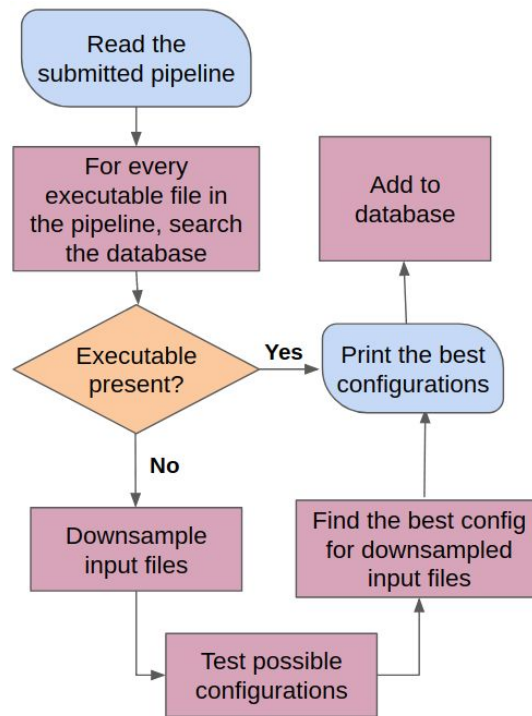 Read the
submitted pipeline
For every
executable file in
the pipeline, search
the database
Add to
database
Executable
present?
Yes
Print the best
configurations
No
Downsample
input files
Find the best config
for downsampled
input files
Test possible
configurations